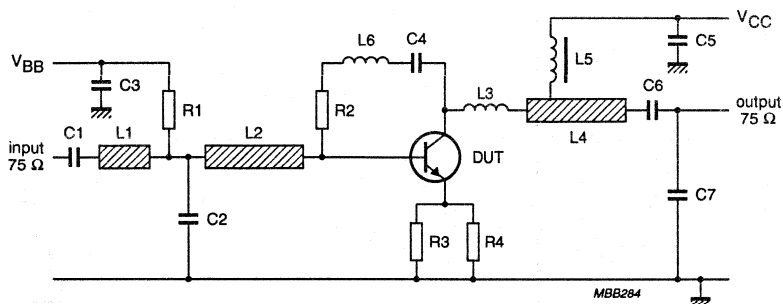 V_CC
L6
C4
L5
C5
V_BB
C3
R1
R2
L3
C6
output
75 Ω
input
75 Ω
C1
L1
L2
L4
DUT
C2
C7
R3
R4
MBB284